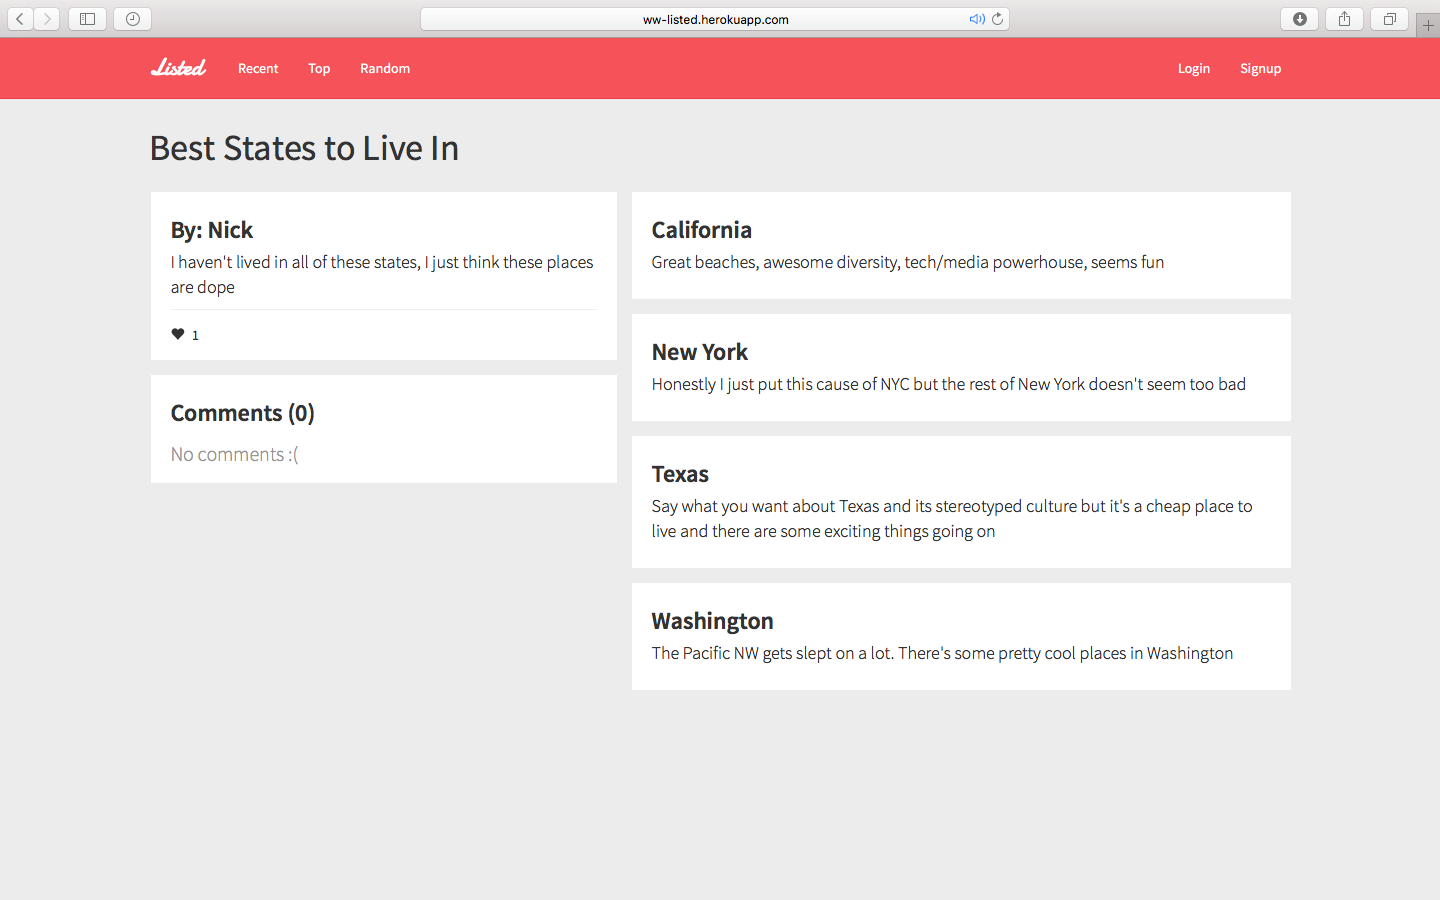 ww-listed.herokuapp.com
Listed Recent Top Random Login Signup
Best States to Live In
By: Nick
I haven't lived in all of these states, I just think these places
are dope
1
Comments (0)
No comments :(
California
Great beaches, awesome diversity, tech/media powerhouse, seems fun
New York
Honestly I just put this cause of NYC but the rest of New York doesn't seem too bad
Texas
Say what you want about Texas and its stereotyped culture but it's a cheap place to
live and there are some exciting things going on
Washington
The Pacific NW gets slept on a lot. There's some pretty cool places in Washington